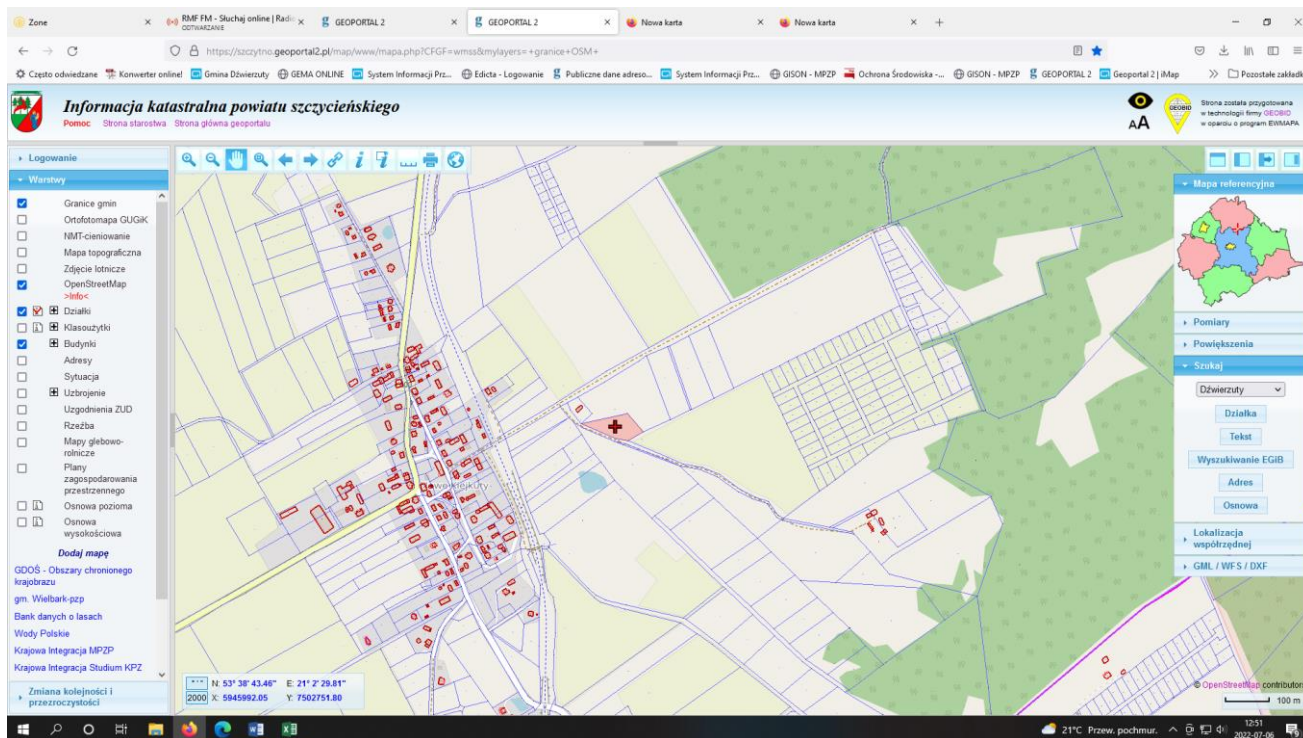 Zone
RMF FM - Słuchaj online | Radio
ODTWARZANIE
GEOPORTAL 2
GEOPORTAL 2
Nowa karta
Nowa karta
https://szczytno.geoportal2.pl/map/www/mapa.php?CFGF=wmss&mylayers=+granice+OSM+
Często odwiedzane
Konwerter online!
Gmina Dźwierzuty
GEMA ONLINE
System Informacji Prz...
Edicta - Logowanie
Publiczne dane adreso...
System Informacji Prz...
GISON - MPZP
Ochrona Środowiska -...
GISON - MPZP
GEOPORTAL 2
Geoportal 2 | iMap
Pozostałe zakładki
Informacja katastralna powiatu szczycieńskiego
Pomoc Strona starostwa Strona główna geoportalu
AA
GEOBID
Strona została przygotowana
w technologii firmy GEOBID
w oparciu o program EWMAPA
Logowanie
Warstwy
Granice gmin
Ortofotomapa GUGiK
NMT-cieniowanie
Mapa topograficzna
Zdjęcie lotnicze
OpenStreetMap
>Info<
Działki
Klasoużytki
Budynki
Adresy
Sytuacja
Uzbrojenie
Uzgodnienia ZUD
Rzeźba
Mapy glebowo-
rolnicze
Plany
zagospodarowania
przestrzennego
Osnowa pozioma
Osnowa
wysokościowa
Dodaj mapę
GDOŚ - Obszary chronionego
krajobrazu
gm. Wielbark-pzp
Bank danych o lasach
Wody Polskie
Krajowa Integracja MPZP
Krajowa Integracja Studium KPZ
Zmiana kolejności i
przezroczystości
N: 53° 38' 43.46" E: 21° 2' 29.81"
2000 X: 5945992.05 Y: 7502751.80
Mapa referencyjna
Pomiary
Powiększenia
Szukaj
Dźwierzuty
Działka
Tekst
Wyszukiwanie EGiB
Adres
Osnowa
Lokalizacja
współrzędnej
GML / WFS / DXF
© OpenStreetMap contributors
100 m
21°C Przew. pochmur.
12:51
2022-07-06